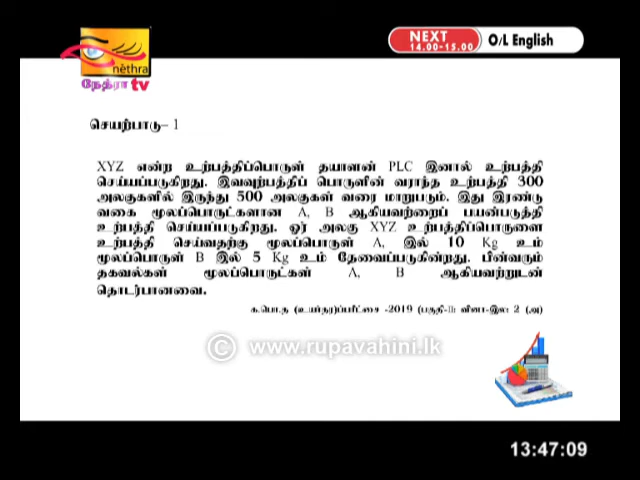 NEXT
14.00-15.00
O/L English
nēthra
நேத்ரா tv
செயற்பாடு– 1
XYZ என்ற உற்பத்திப்பொருள் தயாளன் PLC இனால் உற்பத்தி
செய்யப்படுகிறது. இவ்வுற்பத்திப் பொருளின் வாராந்த உற்பத்தி 300
அலகுகளில் இருந்து 500 அலகுகள் வரை மாறுபடும். இது இரண்டு
வகை மூலப்பொருட்களான A, B ஆகியவற்றைப் பயன்படுத்தி
உற்பத்தி செய்யப்படுகிறது. ஓர் அலகு XYZ உற்பத்திப்பொருளை
உற்பத்தி செய்வதற்கு மூலப்பொருள் A, இல் 10 Kg உம்
மூலப்பொருள் B இல் 5 Kg உம் தேவைப்படுகின்றது. பின்வரும்
தகவல்கள் மூலப்பொருட்கள் A, B ஆகியவற்றுடன்
தொடர்பானவை.
க.பொ.த (உயர்தர)ப்பரீட்சை -2019 (பகுதி-II: வினா-இல: 2 (அ)
© www.rupavahini.lk
13:47:09